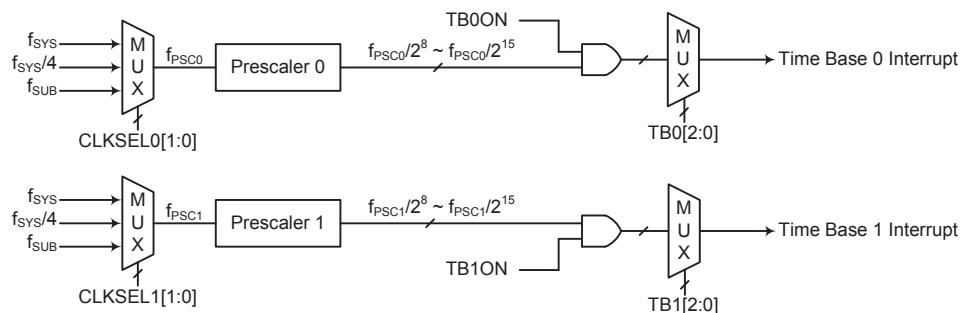 TB0ON
fSYS
fSYS/4
fSUB
M
U
X
fPSC0
Prescaler 0
fPSC0/2^8 ~ fPSC0/2^15
M
U
X
Time Base 0 Interrupt
CLKSEL0[1:0]
TB0[2:0]
fSYS
fSYS/4
fSUB
M
U
X
fPSC1
Prescaler 1
fPSC1/2^8 ~ fPSC1/2^15
M
U
X
Time Base 1 Interrupt
TB1ON
CLKSEL1[1:0]
TB1[2:0]